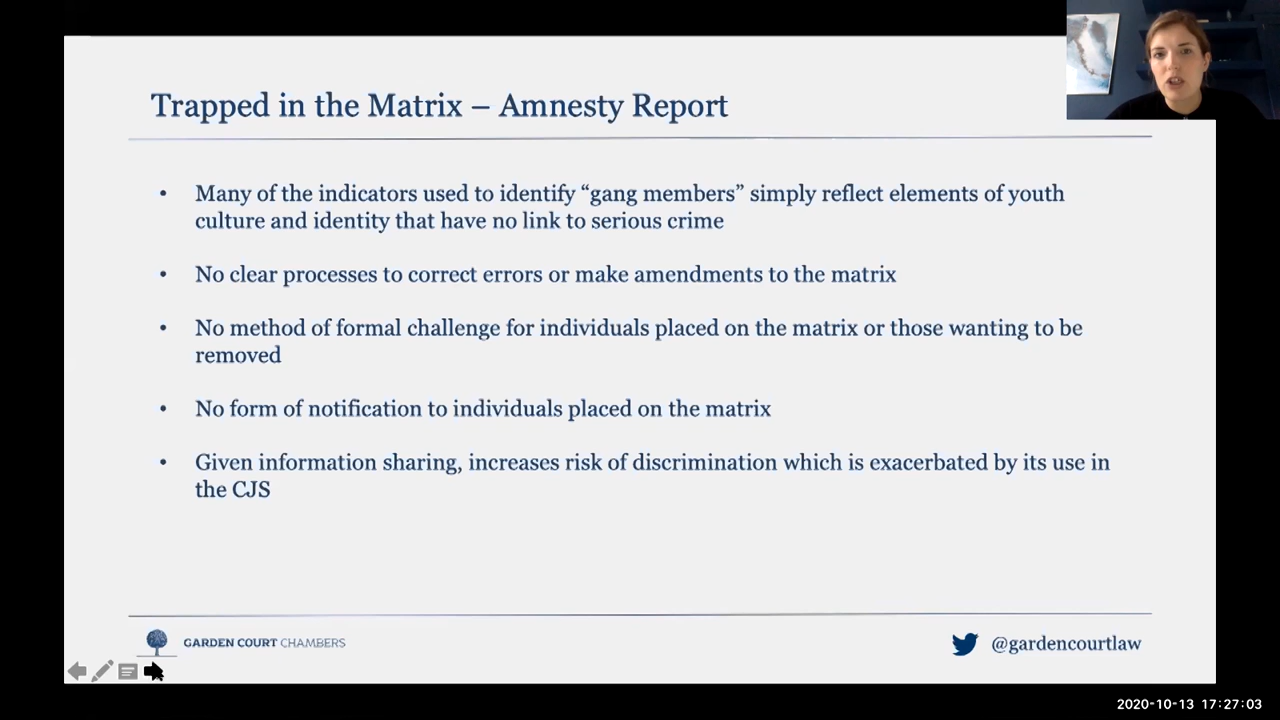 Trapped in the Matrix – Amnesty Report
• Many of the indicators used to identify “gang members” simply reflect elements of youth
culture and identity that have no link to serious crime
• No clear processes to correct errors or make amendments to the matrix
• No method of formal challenge for individuals placed on the matrix or those wanting to be
removed
• No form of notification to individuals placed on the matrix
• Given information sharing, increases risk of discrimination which is exacerbated by its use in
the CJS
GARDEN COURT CHAMBERS
@gardencourtlaw
2020-10-13 17:27:03